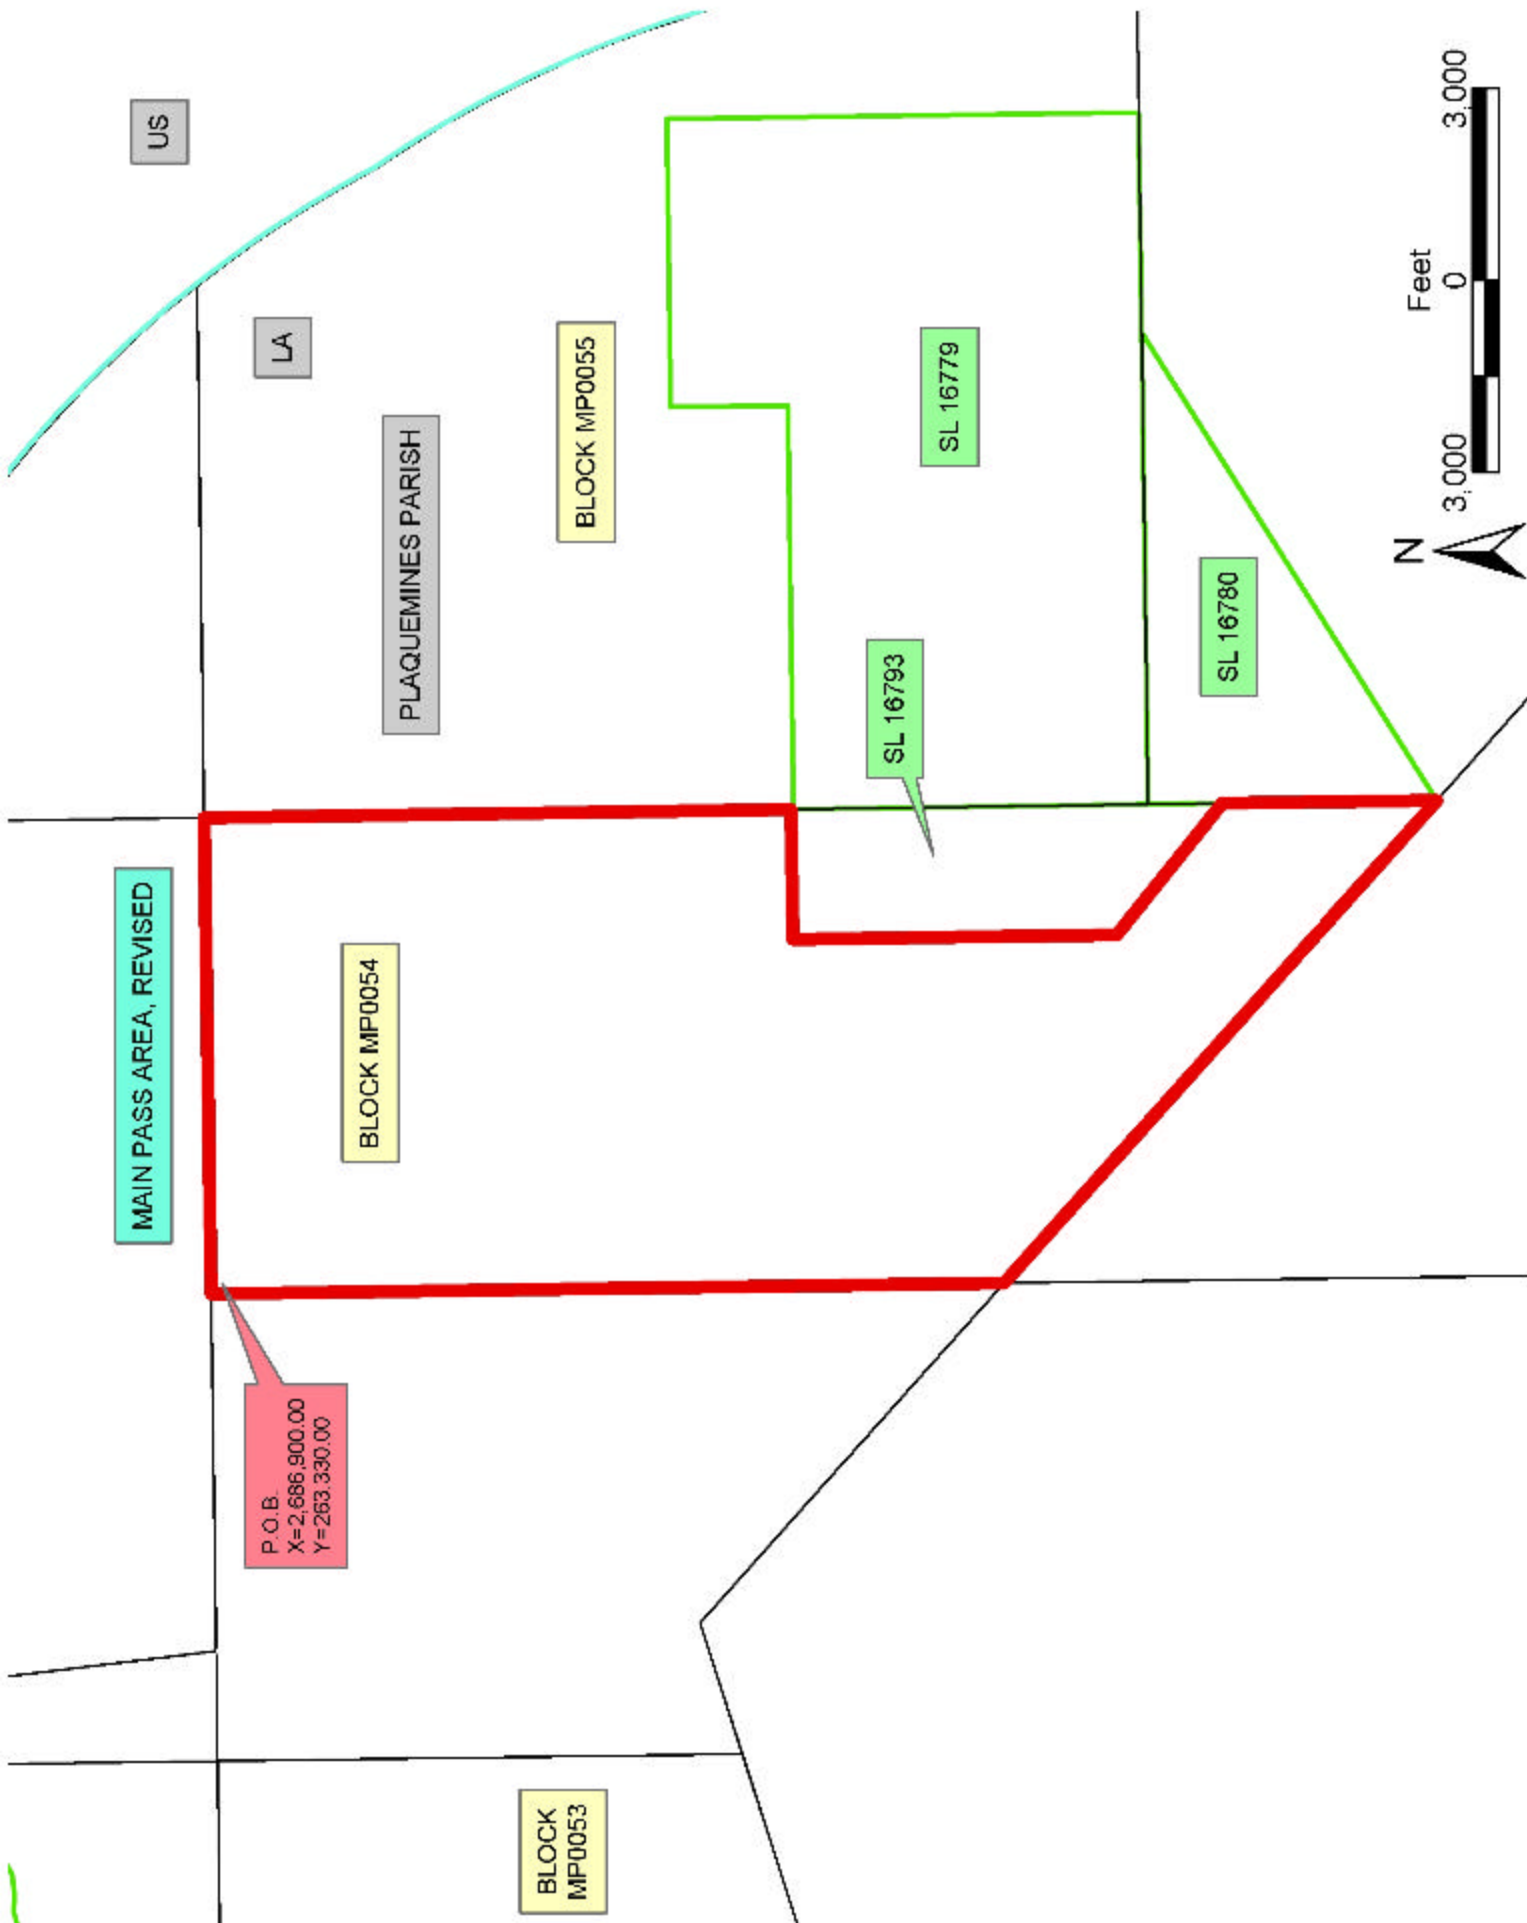 US
LA
MAIN PASS AREA, REVISED
PLAQUEMINES PARISH
P.O.B.
X=2,686,900.00
Y=263,330.00
BLOCK MP0054
BLOCK MP0055
BLOCK
MP0053
SL 16793
SL 16779
SL 16780
N
Feet
3,000 0 3,000